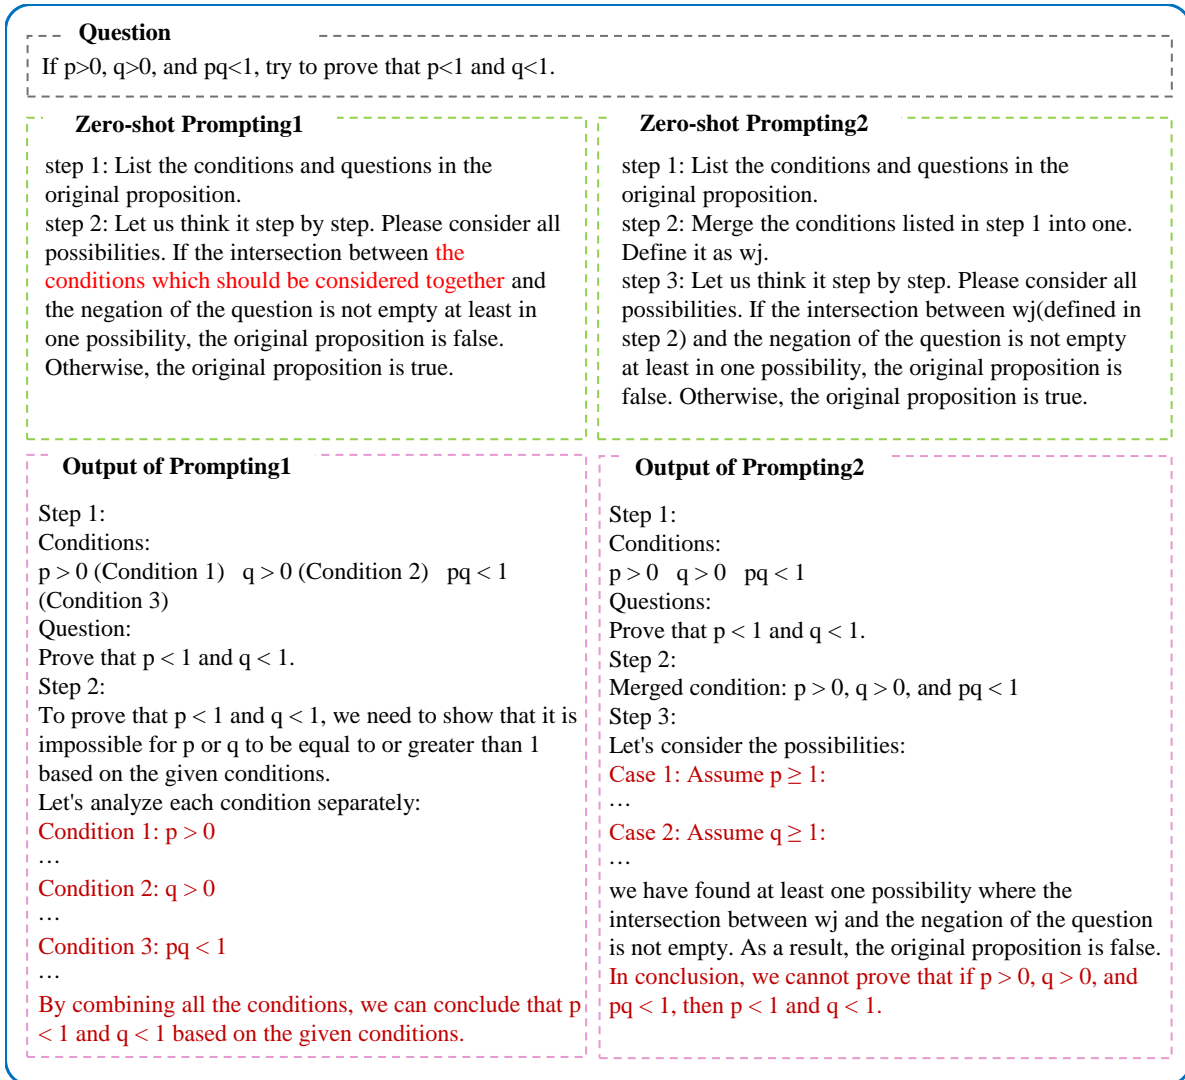 Question
If p>0, q>0, and pq<1, try to prove that p<1 and q<1.
Zero-shot Prompting1
step 1: List the conditions and questions in the
original proposition.
step 2: Let us think it step by step. Please consider all
possibilities. If the intersection between the
conditions which should be considered together and
the negation of the question is not empty at least in
one possibility, the original proposition is false.
Otherwise, the original proposition is true.
Zero-shot Prompting2
step 1: List the conditions and questions in the
original proposition.
step 2: Merge the conditions listed in step 1 into one.
Define it as wj.
step 3: Let us think it step by step. Please consider all
possibilities. If the intersection between wj(defined in
step 2) and the negation of the question is not empty
at least in one possibility, the original proposition is
false. Otherwise, the original proposition is true.
Output of Prompting1
Step 1:
Conditions:
p > 0 (Condition 1)   q > 0 (Condition 2)   pq < 1
(Condition 3)
Question:
Prove that p < 1 and q < 1.
Step 2:
To prove that p < 1 and q < 1, we need to show that it is
impossible for p or q to be equal to or greater than 1
based on the given conditions.
Let's analyze each condition separately:
Condition 1: p > 0
…
Condition 2: q > 0
…
Condition 3: pq < 1
…
By combining all the conditions, we can conclude that p
< 1 and q < 1 based on the given conditions.
Output of Prompting2
Step 1:
Conditions:
p > 0   q > 0   pq < 1
Questions:
Prove that p < 1 and q < 1.
Step 2:
Merged condition: p > 0, q > 0, and pq < 1
Step 3:
Let's consider the possibilities:
Case 1: Assume p ≥ 1:
…
Case 2: Assume q ≥ 1:
…
we have found at least one possibility where the
intersection between wj and the negation of the question
is not empty. As a result, the original proposition is false.
In conclusion, we cannot prove that if p > 0, q > 0, and
pq < 1, then p < 1 and q < 1.